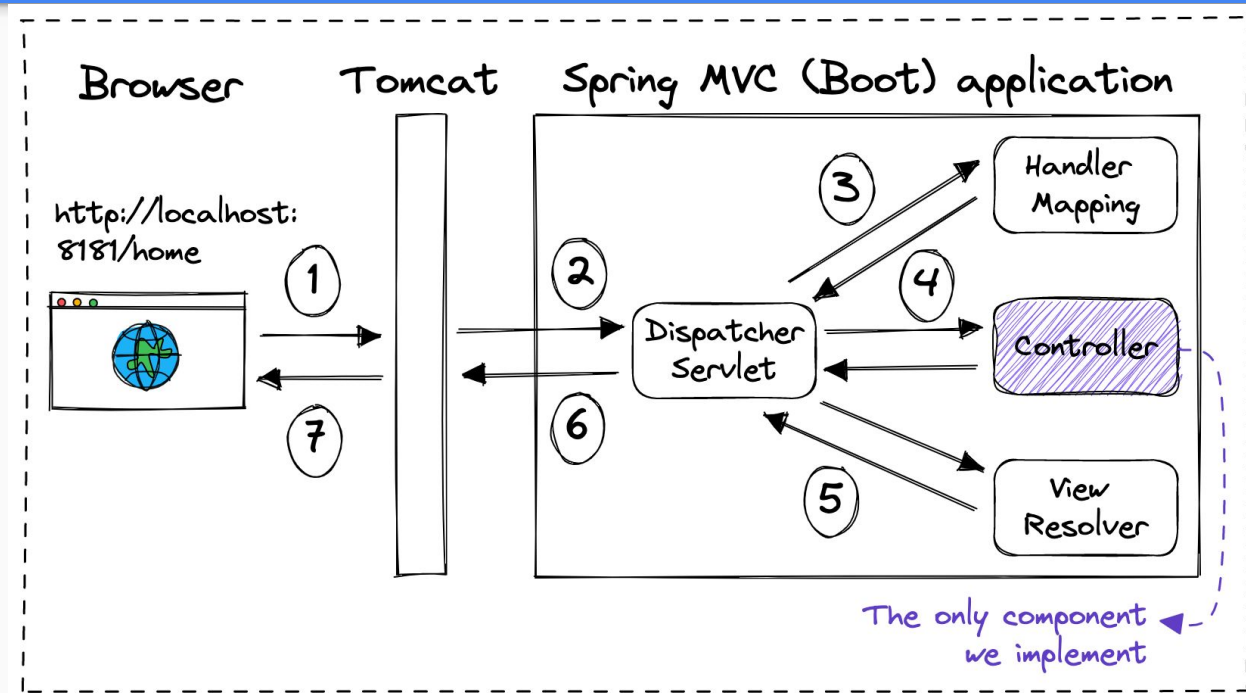 Browser
Tomcat
Spring MVC (Boot) application
http://localhost:
8181/home
1
2
3
4
5
6
7
Handler
Mapping
Dispatcher
Servlet
Controller
View
Resolver
The only component
we implement